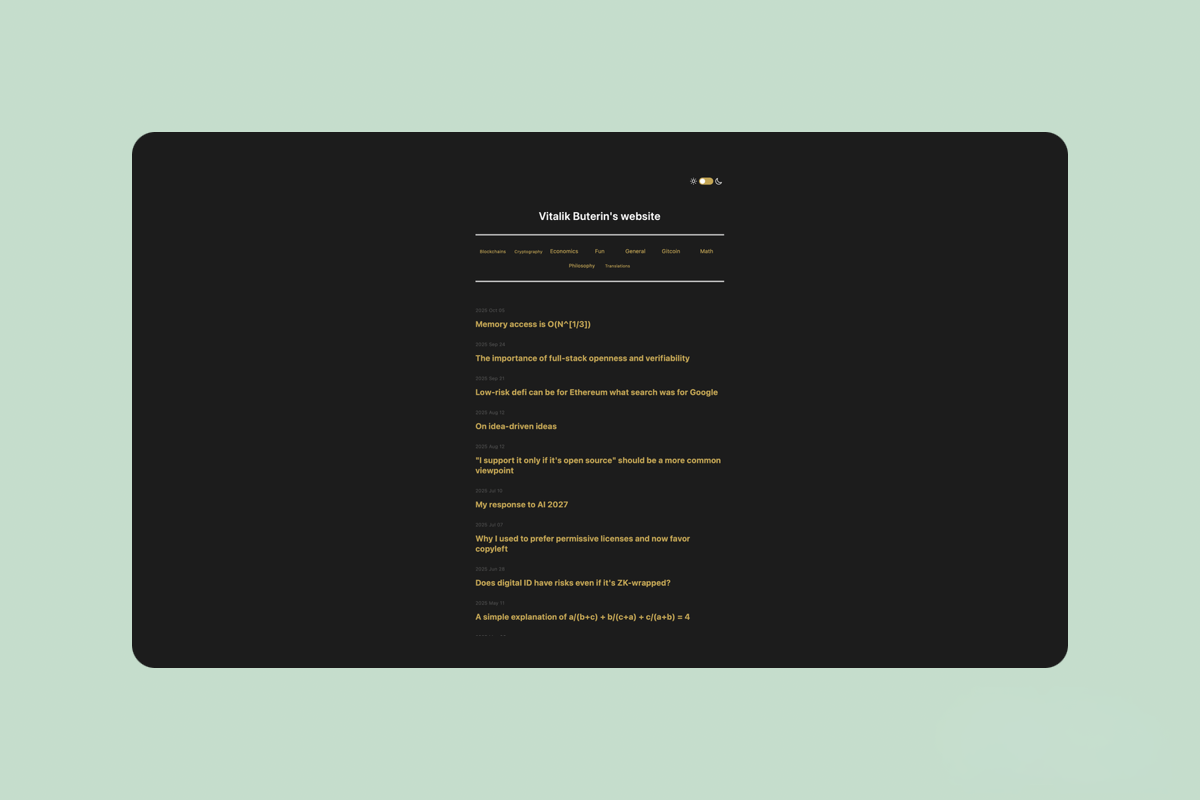 Vitalik Buterin's website
Blockchains Cryptography Economics Fun General Gitcoin Math
Philosophy Translations
2025 Oct 05
Memory access is O(N^[1/3])
2025 Sep 24
The importance of full-stack openness and verifiability
2025 Sep 21
Low-risk defi can be for Ethereum what search was for Google
2025 Aug 12
On idea-driven ideas
2025 Aug 12
"I support it only if it's open source" should be a more common
viewpoint
2025 Jul 10
My response to AI 2027
2025 Jul 07
Why I used to prefer permissive licenses and now favor
copyleft
2025 Jun 28
Does digital ID have risks even if it's ZK-wrapped?
2025 May 11
A simple explanation of a/(b+c) + b/(c+a) + c/(a+b) = 4